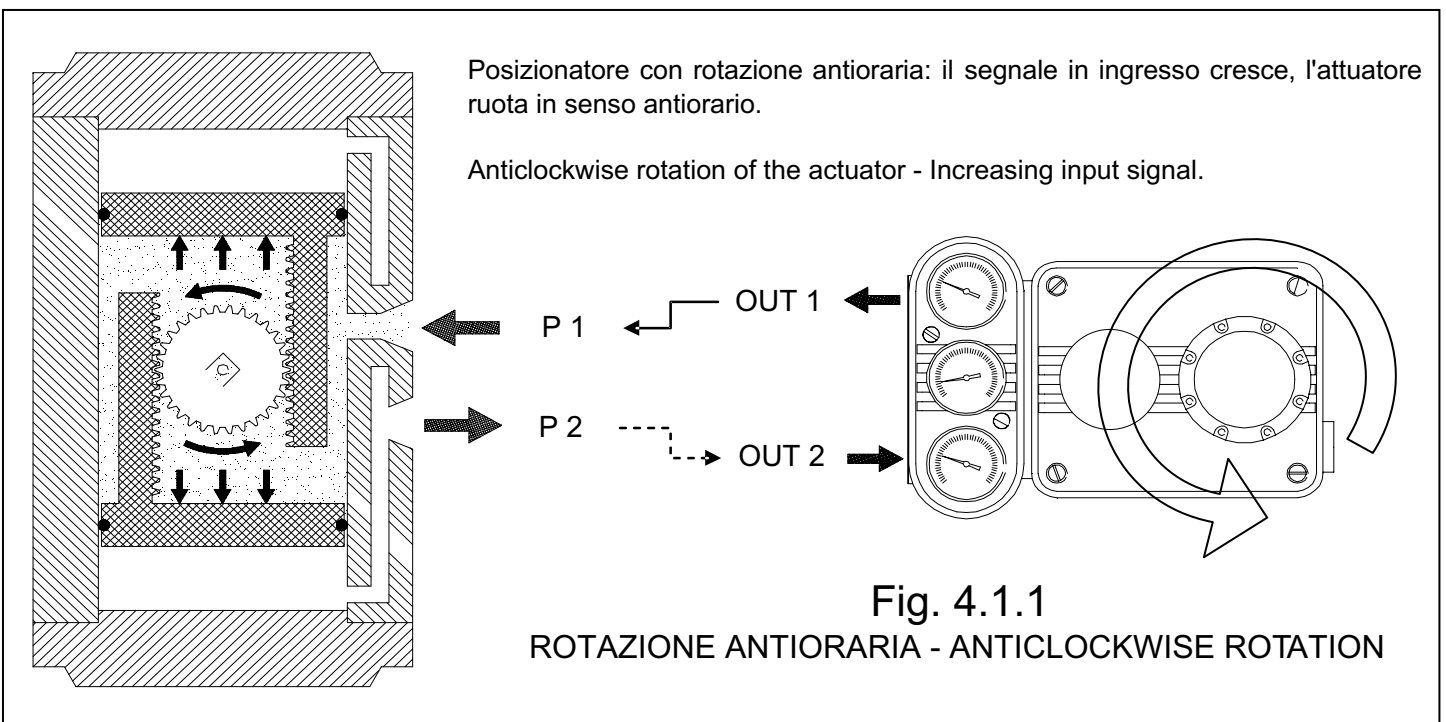 Posizionatore con rotazione antioraria: il segnale in ingresso cresce, l'attuatore
ruota in senso antiorario.
Anticlockwise rotation of the actuator - Increasing input signal.
OUT 1
P 1
P 2
OUT 2
Fig. 4.1.1
ROTAZIONE ANTIORARIA - ANTICLOCKWISE ROTATION